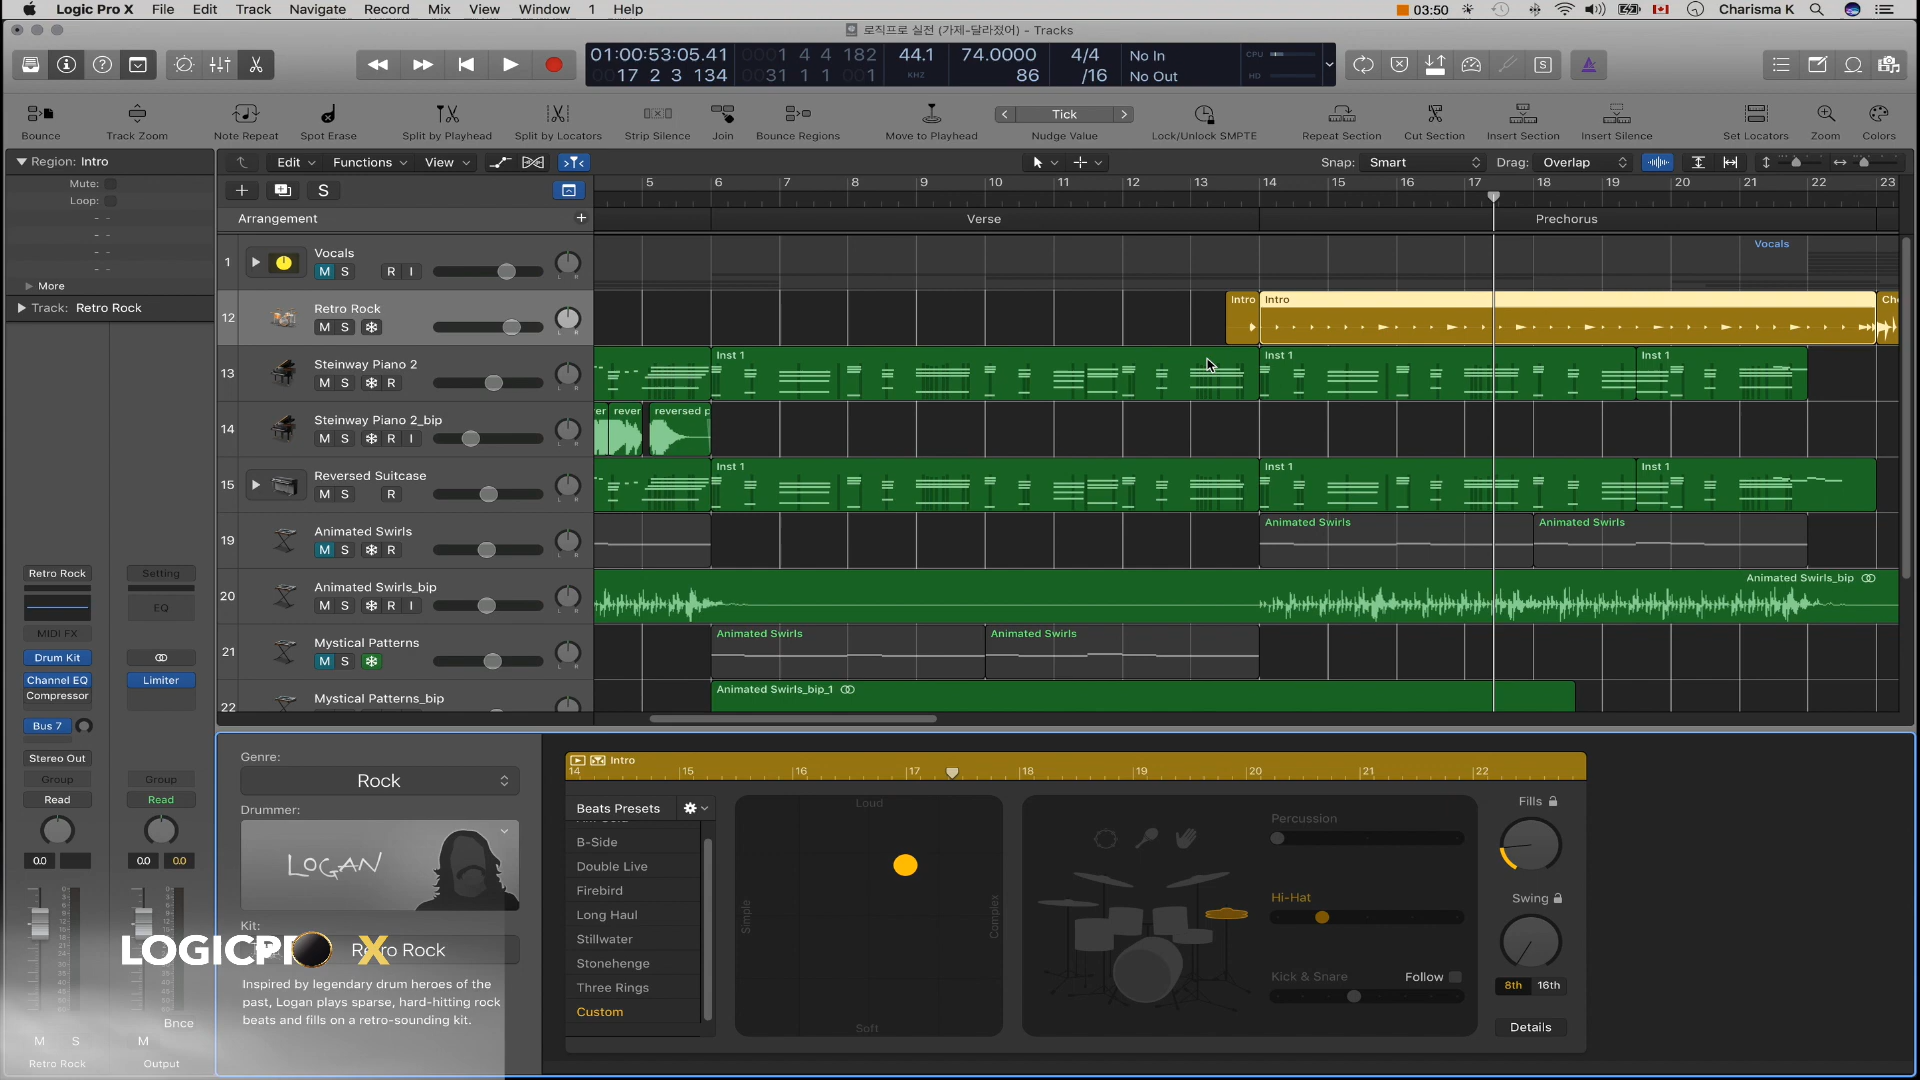 Logic Pro X File Edit Track Navigate Record Mix View Window 1 Help
03:50 Charisma K
로직프로 실전 (가제-달라졌어) - Tracks
01:00:53:05.41 0001 4 4 182 44.1 74.0000 4/4 No In
0017 2 3 134 0031 1 1 001 KHZ 86 /16 No Out
CPU
HD
Bounce Track Zoom Note Repeat Spot Erase Split by Playhead Split by Locators Strip Silence Join Bounce Regions Move to Playhead Tick Nudge Value Lock/Unlock SMPTE Repeat Section Cut Section Insert Section Insert Silence Set Locators Zoom Colors
Region: Intro
Mute:
Loop:
More
Track: Retro Rock
Edit Functions View Snap: Smart Drag: Overlap
S
5 6 7 8 9 10 11 12 13 14 15 16 17 18 19 20 21 22 23
Arrangement Verse Prechorus
1 Vocals Vocals
M S R I
12 Retro Rock Intro Intro
M S
13 Steinway Piano 2 Inst 1 Inst 1 Inst 1
M S R
14 Steinway Piano 2_bip rever reversed p
M S R I
15 Reversed Suitcase Inst 1 Inst 1 Inst 1
M S R
19 Animated Swirls Animated Swirls Animated Swirls
M S R
20 Animated Swirls_bip Animated Swirls_bip
M S R I
21 Mystical Patterns Animated Swirls Animated Swirls
M S
22 Mystical Patterns_bip Animated Swirls_bip_1
Retro Rock Setting
EQ
MIDI FX
Drum Kit
Channel EQ Limiter
Compressor
Bus 7
Stereo Out
Group Group
Read Read
0.0 0.0 0.0
Bnce
M S M
Retro Rock Output
Genre:
Rock
Drummer:
LOGAN
Kit:
Retro Rock
LOGICPRO X
Inspired by legendary drum heroes of the
past, Logan plays sparse, hard-hitting rock
beats and fills on a retro-sounding kit.
Intro
14 15 16 17 18 19 20 21 22
Beats Presets
B-Side
Double Live
Firebird
Long Haul
Stillwater
Stonehenge
Three Rings
Custom
Loud
Simple
Complex
Soft
Percussion
Hi-Hat
Kick & Snare Follow
Fills
Swing
8th 16th
Details